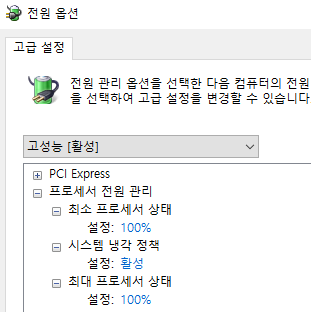 전원 옵션
고급 설정
전원 관리 옵션을 선택한 다음 컴퓨터의 전원
을 선택하여 고급 설정을 변경할 수 있습니다
고성능 [활성]
PCI Express
프로세서 전원 관리
최소 프로세서 상태
설정: 100%
시스템 냉각 정책
설정: 활성
최대 프로세서 상태
설정: 100%